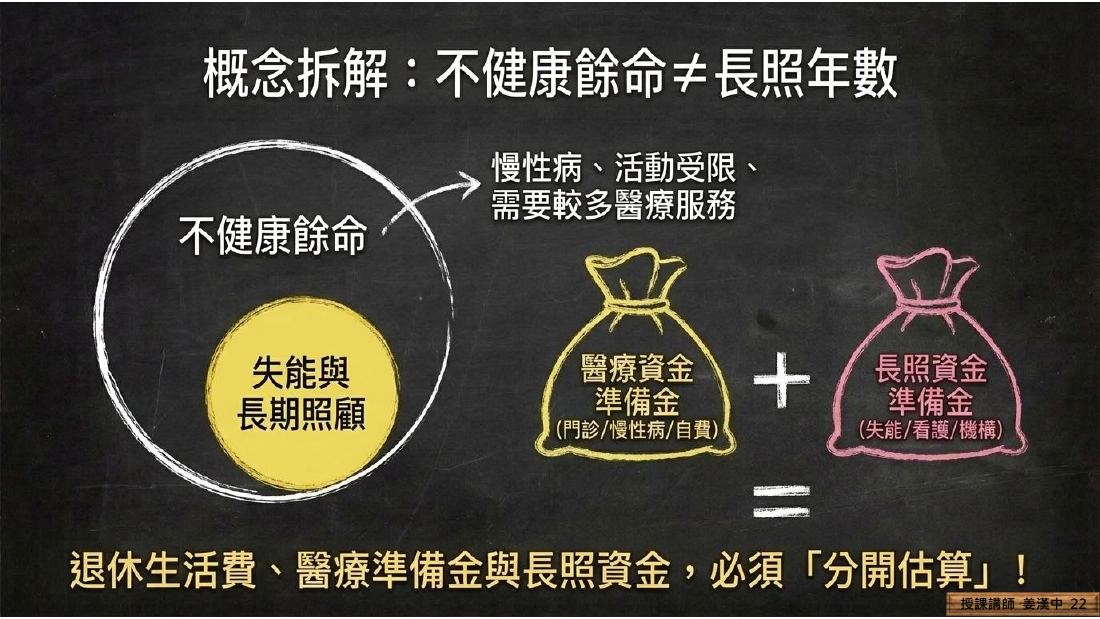 概念拆解：不健康餘命≠長照年數
慢性病、活動受限、
需要較多醫療服務
不健康餘命
失能與
長期照顧
醫療資金
準備金
(門診/慢性病/自費)
+
長照資金
準備金
(失能/看護/機構)
=
退休生活費、醫療準備金與長照資金，必須「分開估算」！
授課講師 姜漢中 22